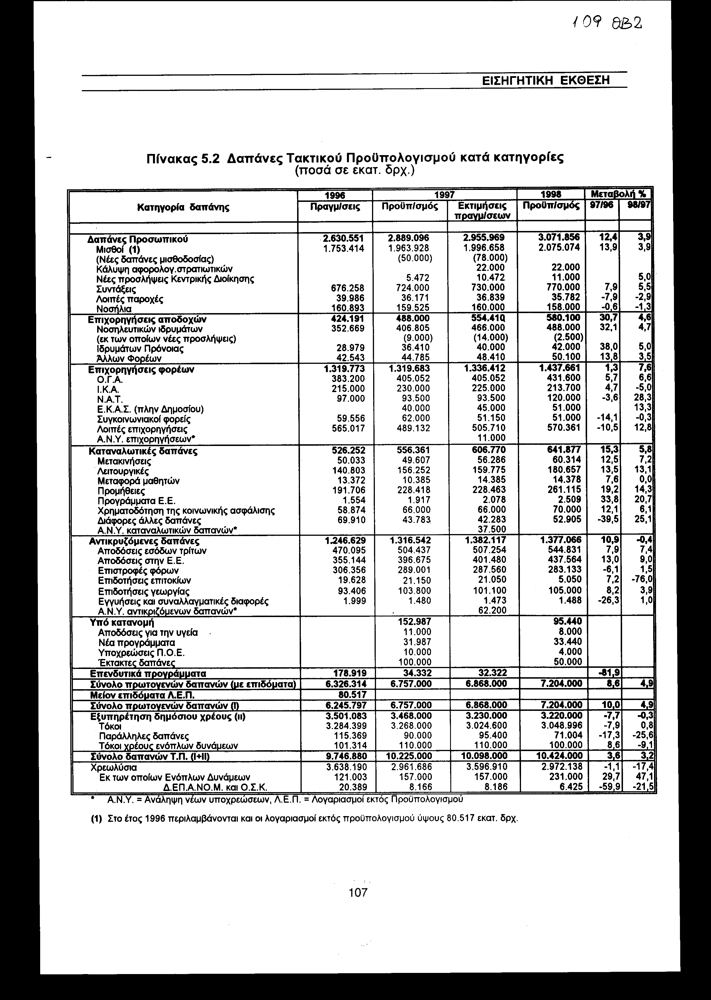 109 θΒ2
ΕΙΣΗΓΗΤΙΚΗ ΕΚΘΕΣΗ
Πίνακας 5.2 Δαπάνες Τακτικού Προϋπολογισμού κατά κατηγορίες
(ποσά σε εκατ. δρχ.)
1996 1997 1998 Μεταβολή %
Κατηγορία δαπάνης Πραγμ/σεις Προϋπ/σμός Εκτιμήσεις Προϋπ/σμός 97/96 98/97
πραγμ/σεων
Δαπάνες Προσωπικού 2.630.551 2.889.096 2.955.969 3.071.856 12,4 3,9
Μισθοί (1) 1.753.414 1.963.928 1.996.658 2.075.074 13,9 3,9
(Νέες δαπάνες μισθοδοσίας) (50.000) (78.000)
Κάλυψη αφορολογ.στρατιωτικών 22.000 22.000
Νέες προσλήψεις Κεντρικής Διοίκησης 5.472 10.472 11.000 5,0
Συντάξεις 676.258 724.000 730.000 770.000 7,9 5,5
Λοιπές παροχές 39.986 36.171 36.839 35.782 -7,9 -2,9
Νοσήλια 160.893 159.525 160.000 158.000 -0,6 -1,3
Επιχορηγήσεις αποδοχών 424.191 488.000 554.410 580.100 30,7 4,6
Νοσηλευτικών ιδρυμάτων 352.669 406.805 466.000 488.000 32,1 4,7
(εκ των οποίων νέες προσλήψεις) (9.000) (14.000) (2.500)
Ιδρυμάτων Πρόνοιας 28.979 36.410 40.000 42.000 38,0 5,0
Άλλων Φορέων 42.543 44.785 48.410 50.100 13,8 3,5
Επιχορηγήσεις φορέων 1.319.773 1.319.683 1.336.412 1.437.661 1,3 7,6
Ο.Γ.Α. 383.200 405.052 405.052 431.600 5,7 6,6
Ι.Κ.Α. 215.000 230.000 225.000 213.700 4,7 -5,0
Ν.Α.Τ. 97.000 93.500 93.500 120.000 -3,6 28,3
Ε.Κ.Α.Σ. (πλην Δημοσίου) 40.000 45.000 51.000 13,3
Συγκοινωνιακοί φορείς 59.556 62.000 51.150 51.000 -14,1 -0,3
Λοιπές επιχορηγήσεις 565.017 489.132 505.710 570.361 -10,5 12,8
Α.Ν.Υ. επιχορηγήσεων* 11.000
Καταναλωτικές δαπάνες 526.252 556.361 606.770 641.877 15,3 5,8
Μετακινήσεις 50.033 49.607 56.286 60.314 12,5 7,2
Λειτουργικές 140.803 156.252 159.775 180.657 13,5 13,1
Μεταφορά μαθητών 13.372 10.385 14.385 14.378 7,6 0,0
Προμήθειες 191.706 228.418 228.463 261.115 19,2 14,3
Προγράμματα Ε.Ε. 1.554 1.917 2.078 2.509 33,8 20,7
Χρηματοδότηση της κοινωνικής ασφάλισης 58.874 66.000 66.000 70.000 12,1 6,1
Διάφορες άλλες δαπάνες 69.910 43.783 42.283 52.905 -39,5 25,1
Α.Ν.Υ. καταναλωτικών δαπανών* 37.500
Αντικρυζόμενες δαπάνες 1.246.629 1.316.542 1.382.117 1.377.066 10,9 -0,4
Αποδόσεις εσόδων τρίτων 470.095 504.437 507.254 544.831 7,9 7,4
Αποδόσεις στην Ε.Ε. 355.144 396.675 401.480 437.564 13,0 9,0
Επιστροφές φόρων 306.356 289.001 287.560 283.133 -6,1 1,5
Επιδοτήσεις επιτοκίων 19.628 21.150 21.050 5.050 7,2 -76,0
Επιδοτήσεις γεωργίας 93.406 103.800 101.100 105.000 8,2 3,9
Εγγυήσεις και συναλλαγματικές διαφορές 1.999 1.480 1.473 1.488 -26,3 1,0
Α.Ν.Υ. αντικριζόμενων δαπανών* 62.200
Υπό κατανομή 152.987 95.440
Αποδόσεις για την υγεία 11.000 8.000
Νέα προγράμματα 31.987 33.440
Υποχρεώσεις Π.Ο.Ε. 10.000 4.000
Έκτακτες δαπάνες 100.000 50.000
Επενδυτικά προγράμματα 178.919 34.332 32.322 -81,9
Σύνολο πρωτογενών δαπανών (με επιδόματα) 6.326.314 6.757.000 6.868.000 7.204.000 8,6 4,9
Μείον επιδόματα Λ.Ε.Π. 80.517
Σύνολο πρωτογενών δαπανών (Ι) 6.245.797 6.757.000 6.868.000 7.204.000 10,0 4,9
Εξυπηρέτηση δημόσιου χρέους (ιι) 3.501.083 3.468.000 3.230.000 3.220.000 -7,7 -0,3
Τόκοι 3.284.399 3.268.000 3.024.600 3.048.996 -7,9 0,8
Παράλληλες δαπάνες 115.369 90.000 95.400 71.004 -17,3 -25,6
Τόκοι χρέους ενόπλων δυνάμεων 101.314 110.000 110.000 100.000 8,6 -9,1
Σύνολο δαπανών Τ.Π. (Ι+ΙΙ) 9.746.880 10.225.000 10.098.000 10.424.000 3,6 3,2
Χρεωλύσια 3.638.190 2.961.686 3.596.910 2.972.138 -1,1 -17,4
Εκ των οποίων Ενόπλων Δυνάμεων 121.003 157.000 157.000 231.000 29,7 47,1
Δ.ΕΠ.Α.ΝΟ.Μ. και Ο.Σ.Κ. 20.389 8.166 8.186 6.425 -59,9 -21,5
* Α.Ν.Υ. = Ανάληψη νέων υποχρεώσεων, Λ.Ε.Π. = Λογαριασμοί εκτός Προϋπολογισμού
(1) Στο έτος 1996 περιλαμβάνονται και οι λογαριασμοί εκτός προϋπολογισμού ύψους 80.517 εκατ. δρχ.
107